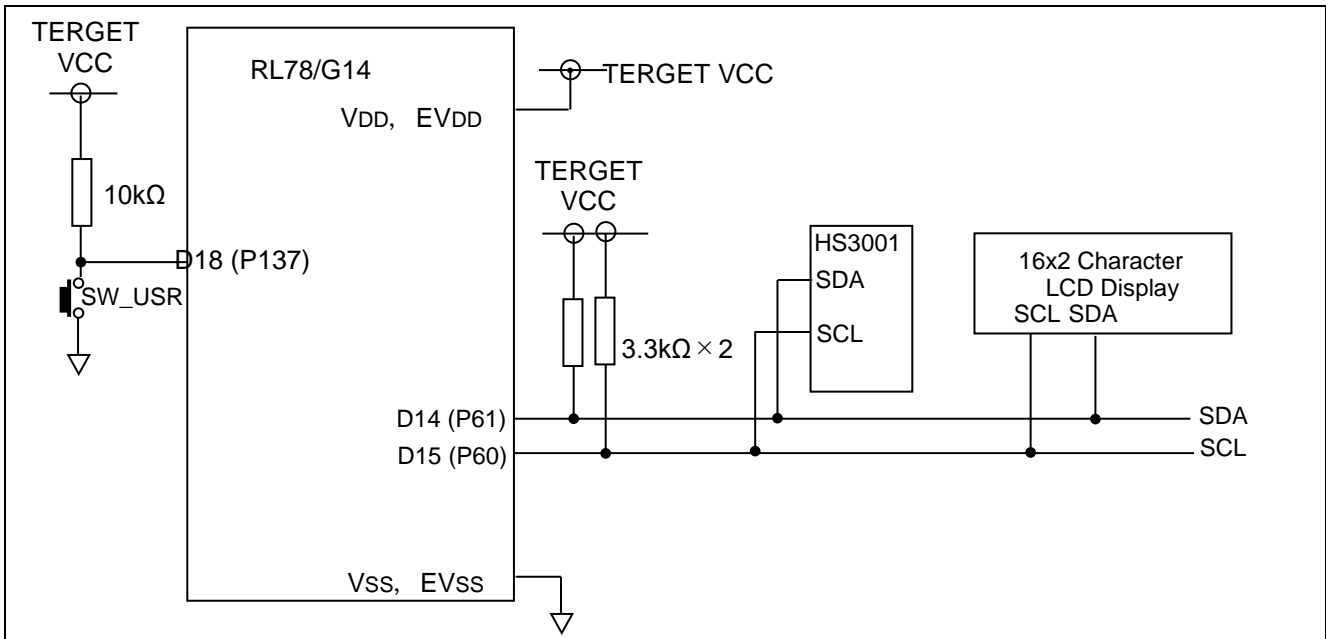 TERGET
VCC
RL78/G14
TERGET VCC
VDD, EVDD
10kΩ
TERGET
VCC
D18 (P137)
SW_USR
HS3001
SDA
SCL
16x2 Character
LCD Display
SCL SDA
3.3kΩ×2
D14 (P61)
SDA
D15 (P60)
SCL
VSS, EVSS